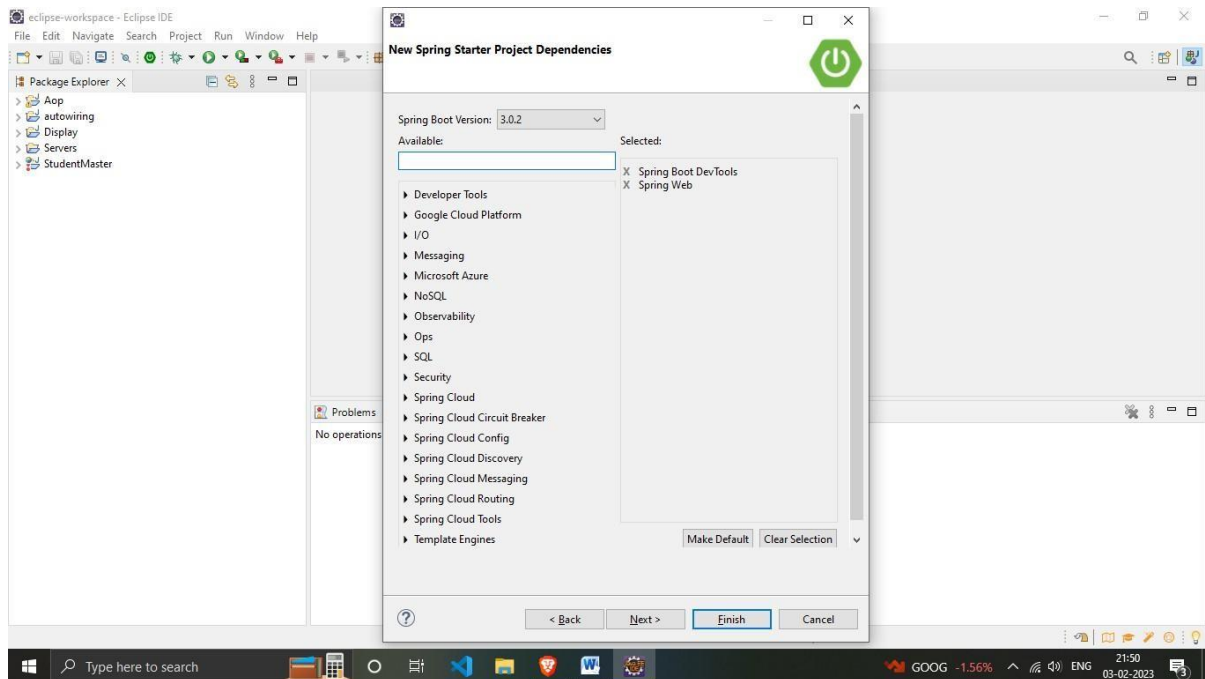 eclipse-workspace - Eclipse IDE
File Edit Navigate Search Project Run Window Help
Package Explorer
Aop
autowiring
Display
Servers
StudentMaster
Problems
No operations
New Spring Starter Project Dependencies
Spring Boot Version: 3.0.2
Available:
Developer Tools
Google Cloud Platform
I/O
Messaging
Microsoft Azure
NoSQL
Observability
Ops
SQL
Security
Spring Cloud
Spring Cloud Circuit Breaker
Spring Cloud Config
Spring Cloud Discovery
Spring Cloud Messaging
Spring Cloud Routing
Spring Cloud Tools
Template Engines
Selected:
X Spring Boot DevTools
X Spring Web
Make Default Clear Selection
< Back Next > Finish Cancel
Type here to search
GOOG -1.56% ENG 21:50
03-02-2023
3